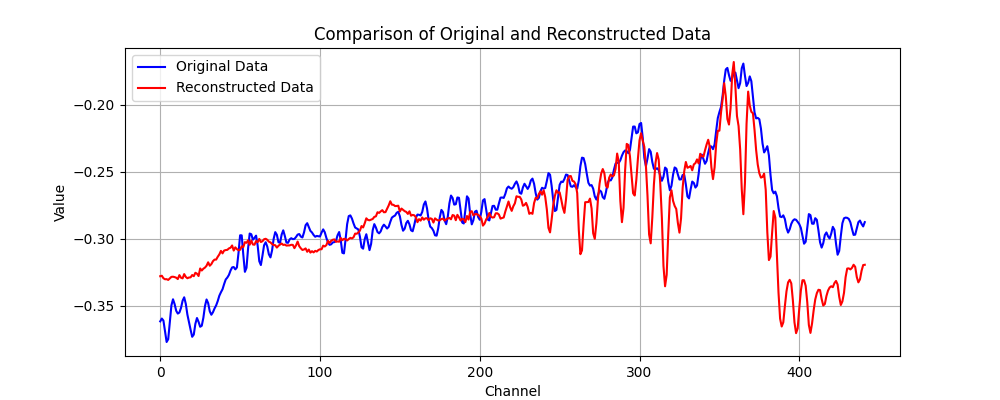 Comparison of Original and Reconstructed Data
Original Data
Reconstructed Data
−0.20
−0.25
−0.30
−0.35
Value
0 100 200 300 400
Channel